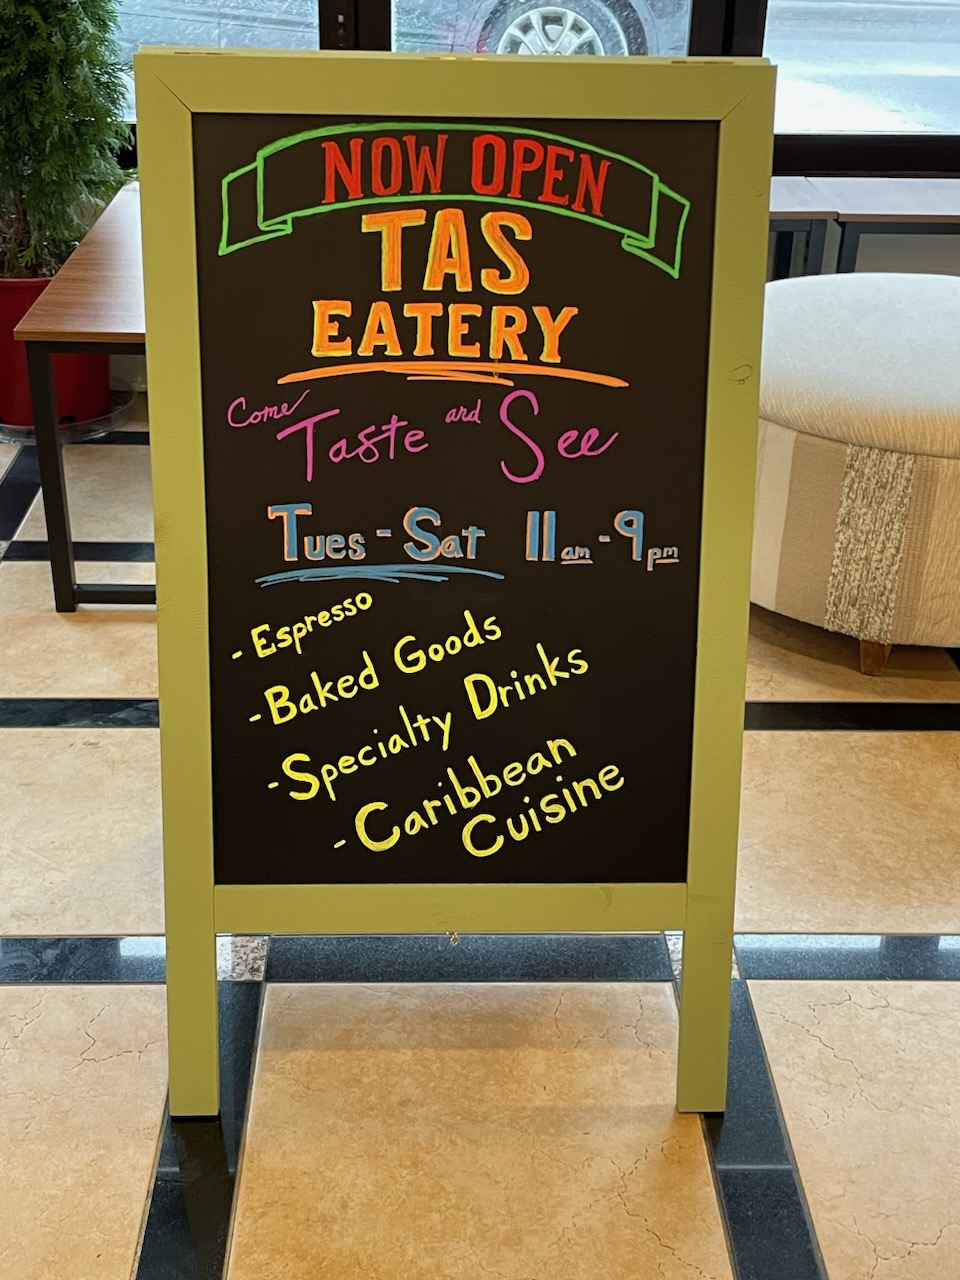 NOW OPEN
TAS
EATERY
Come Taste and See
Tues - Sat 11am - 9pm
- Espresso
- Baked Goods
- Specialty Drinks
- Caribbean
Cuisine